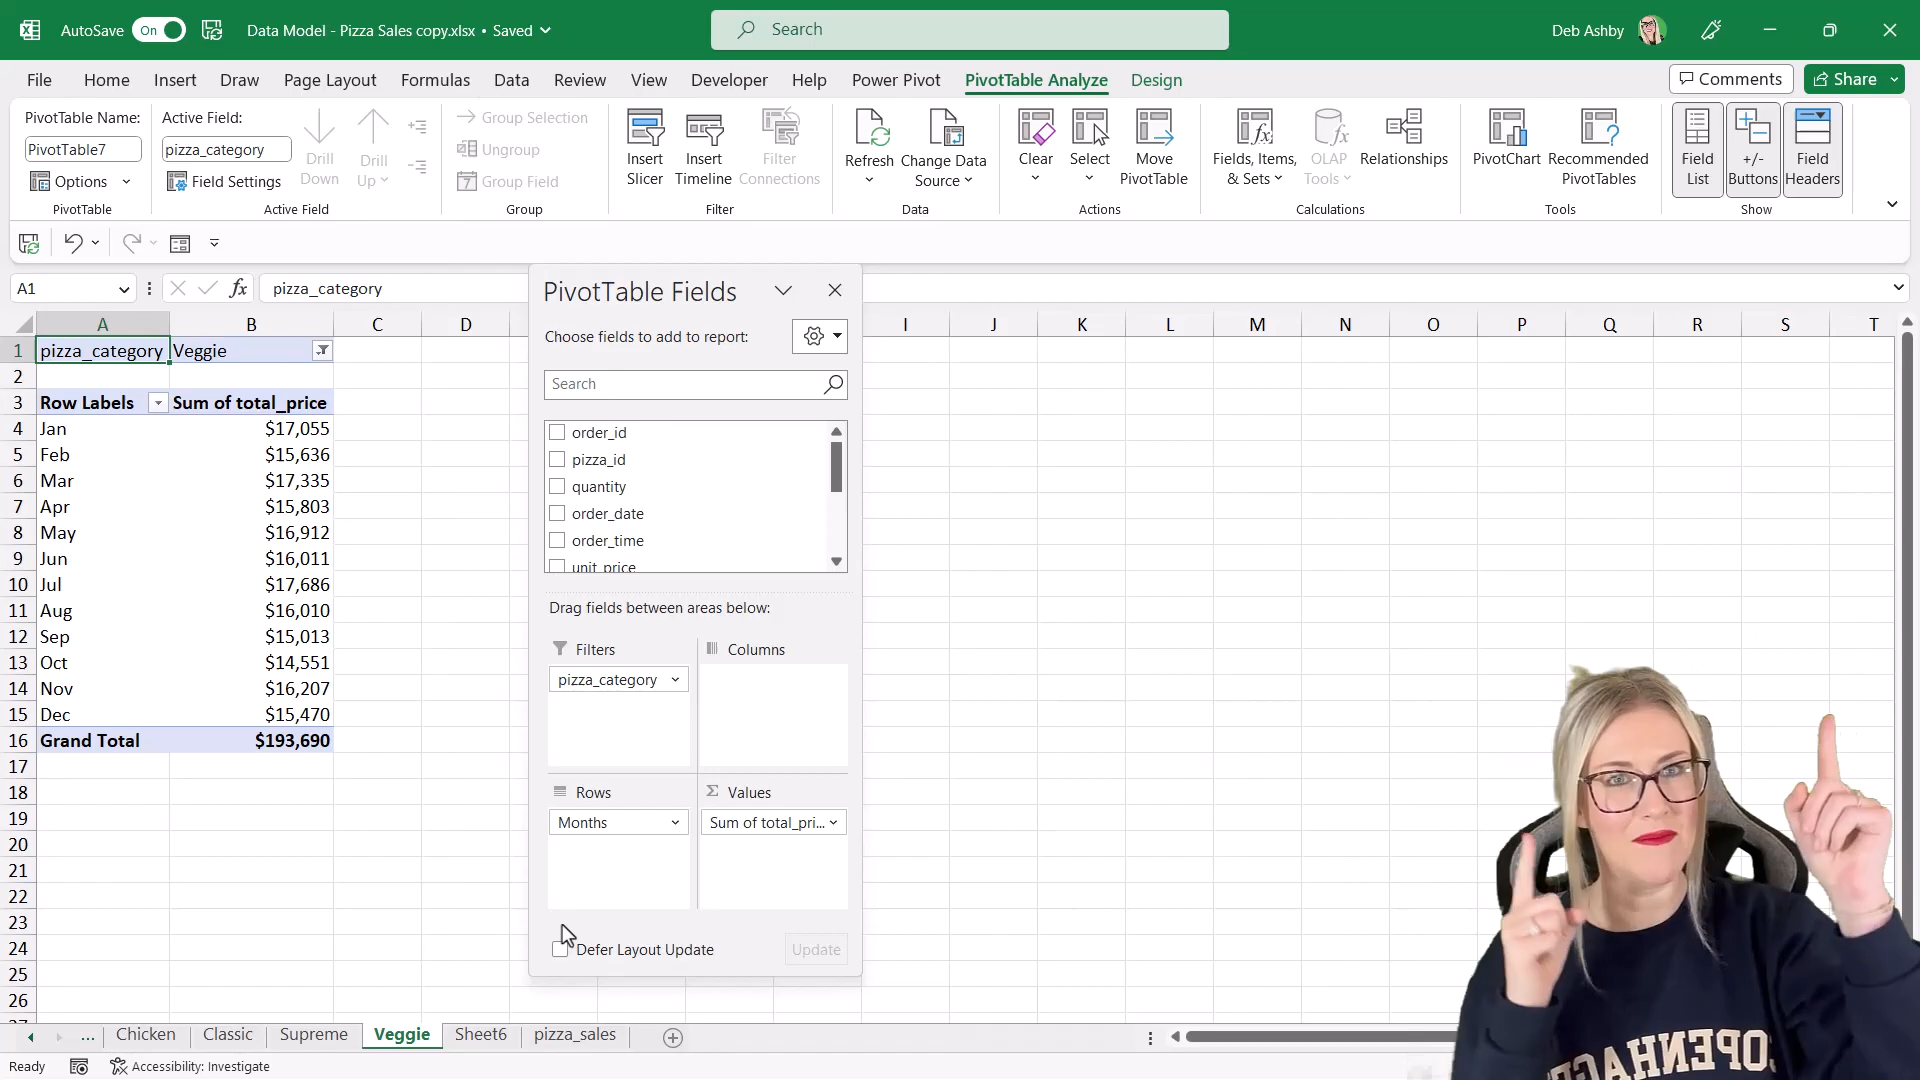 AutoSave On Data Model - Pizza Sales copy.xlsx • Saved Search Deb Ashby
File Home Insert Draw Page Layout Formulas Data Review View Developer Help Power Pivot PivotTable Analyze Design Comments Share
PivotTable Name:
PivotTable7
Options
PivotTable
Active Field:
pizza_category
Field Settings
Drill Down
Drill Up
Active Field
Group Selection
Ungroup
Group Field
Group
Insert Slicer
Insert Timeline
Filter Connections
Filter
Refresh
Change Data Source
Data
Clear
Select
Move PivotTable
Actions
Fields, Items, & Sets
OLAP Tools
Relationships
Calculations
PivotChart
Recommended PivotTables
Tools
Field List
+/- Buttons
Field Headers
Show
A1 fx pizza_category
A B C D I J K L M N O P Q R S T
1 pizza_category Veggie
2
3 Row Labels Sum of total_price
4 Jan $17,055
5 Feb $15,636
6 Mar $17,335
7 Apr $15,803
8 May $16,912
9 Jun $16,011
10 Jul $17,686
11 Aug $16,010
12 Sep $15,013
13 Oct $14,551
14 Nov $16,207
15 Dec $15,470
16 Grand Total $193,690
17
18
19
20
21
22
23
24
25
26
PivotTable Fields
Choose fields to add to report:
Search
order_id
pizza_id
quantity
order_date
order_time
unit_price
Drag fields between areas below:
Filters
pizza_category
Columns
Rows
Months
Values
Sum of total_pri...
Defer Layout Update Update
... Chicken Classic Supreme Veggie Sheet6 pizza_sales
Ready Accessibility: Investigate